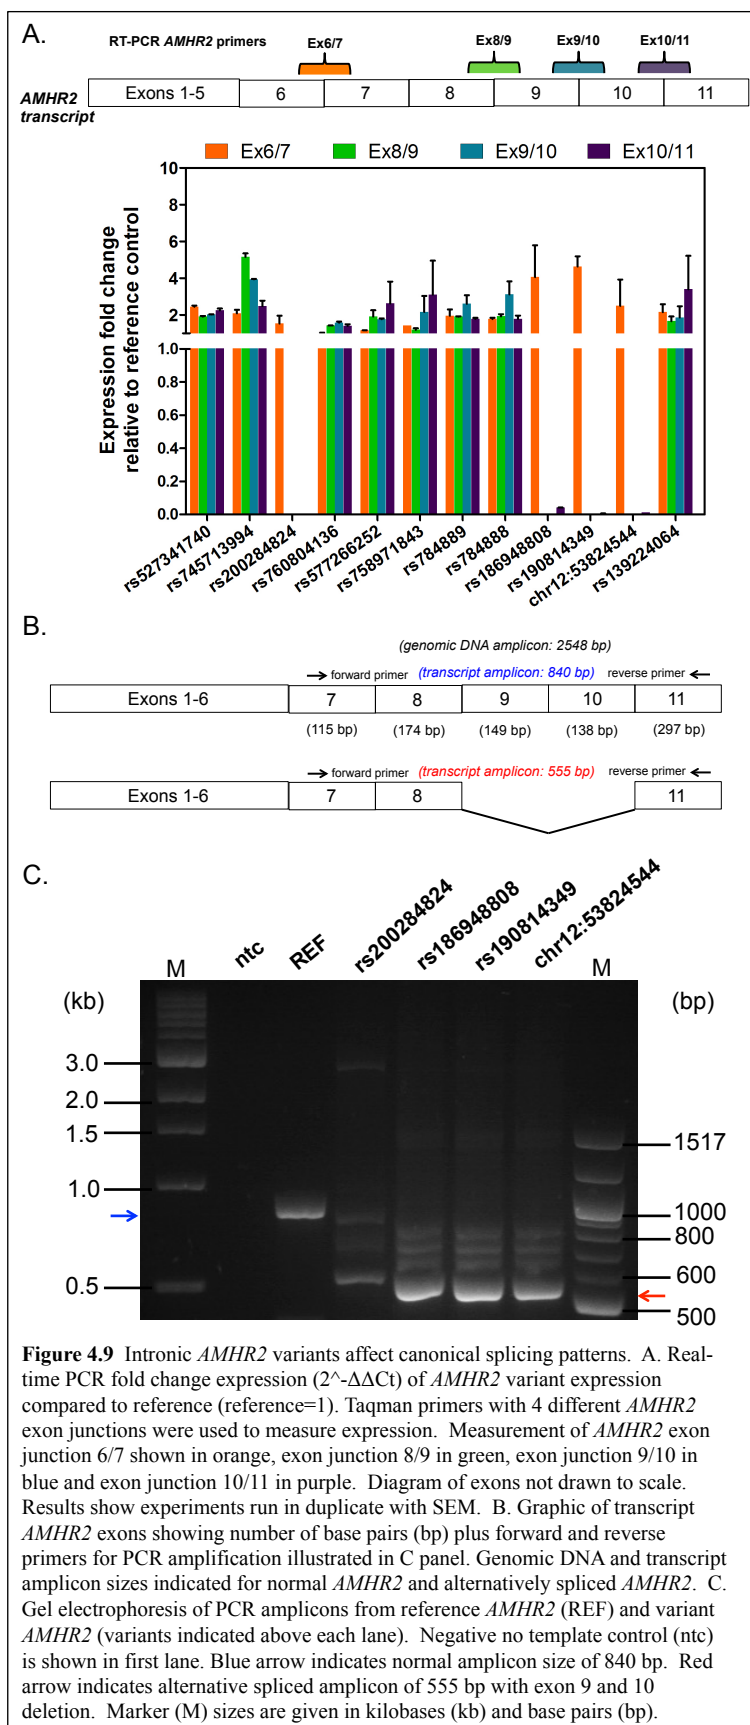 A.
RT-PCR AMHR2 primers
Ex6/7
Ex8/9
Ex9/10
Ex10/11
AMHR2 transcript
Exons 1-5
6
7
8
9
10
11
Ex6/7
Ex8/9
Ex9/10
Ex10/11
Expression fold change
relative to reference control
10
8
6
4
2
1.0
0.8
0.6
0.4
0.2
0.0
rs527341740
rs745713994
rs200284824
rs760804136
rs577266252
rs758971843
rs784889
rs784888
rs186948808
rs190814349
chr12:53824544
rs139224064
B.
(genomic DNA amplicon: 2548 bp)
forward primer
(transcript amplicon: 840 bp)
reverse primer
Exons 1-6
7
8
9
10
11
(115 bp)
(174 bp)
(149 bp)
(138 bp)
(297 bp)
forward primer
(transcript amplicon: 555 bp)
reverse primer
Exons 1-6
7
8
11
C.
M
ntc
REF
rs200284824
rs186948808
rs190814349
chr12:53824544
M
(kb)
(bp)
3.0
2.0
1.5
1.0
0.5
1517
1000
800
600
500
Figure 4.9 Intronic AMHR2 variants affect canonical splicing patterns. A. Real-
time PCR fold change expression (2^-ΔΔCt) of AMHR2 variant expression
compared to reference (reference=1). Taqman primers with 4 different AMHR2
exon junctions were used to measure expression. Measurement of AMHR2 exon
junction 6/7 shown in orange, exon junction 8/9 in green, exon junction 9/10 in
blue and exon junction 10/11 in purple. Diagram of exons not drawn to scale.
Results show experiments run in duplicate with SEM. B. Graphic of transcript
AMHR2 exons showing number of base pairs (bp) plus forward and reverse
primers for PCR amplification illustrated in C panel. Genomic DNA and transcript
amplicon sizes indicated for normal AMHR2 and alternatively spliced AMHR2. C.
Gel electrophoresis of PCR amplicons from reference AMHR2 (REF) and variant
AMHR2 (variants indicated above each lane). Negative no template control (ntc)
is shown in first lane. Blue arrow indicates normal amplicon size of 840 bp. Red
arrow indicates alternative spliced amplicon of 555 bp with exon 9 and 10
deletion. Marker (M) sizes are given in kilobases (kb) and base pairs (bp).